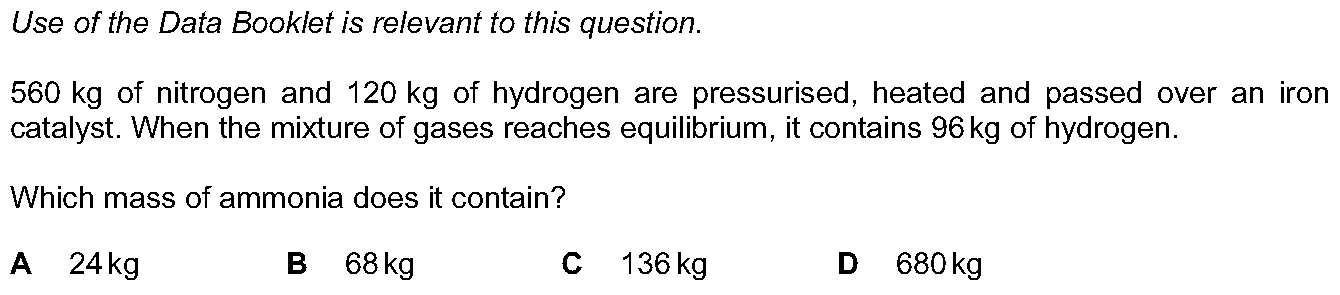 Use of the Data Booklet is relevant to this question.
560 kg of nitrogen and 120 kg of hydrogen are pressurised, heated and passed over an iron
catalyst. When the mixture of gases reaches equilibrium, it contains 96 kg of hydrogen.
Which mass of ammonia does it contain?
A 24 kg B 68 kg C 136 kg D 680 kg